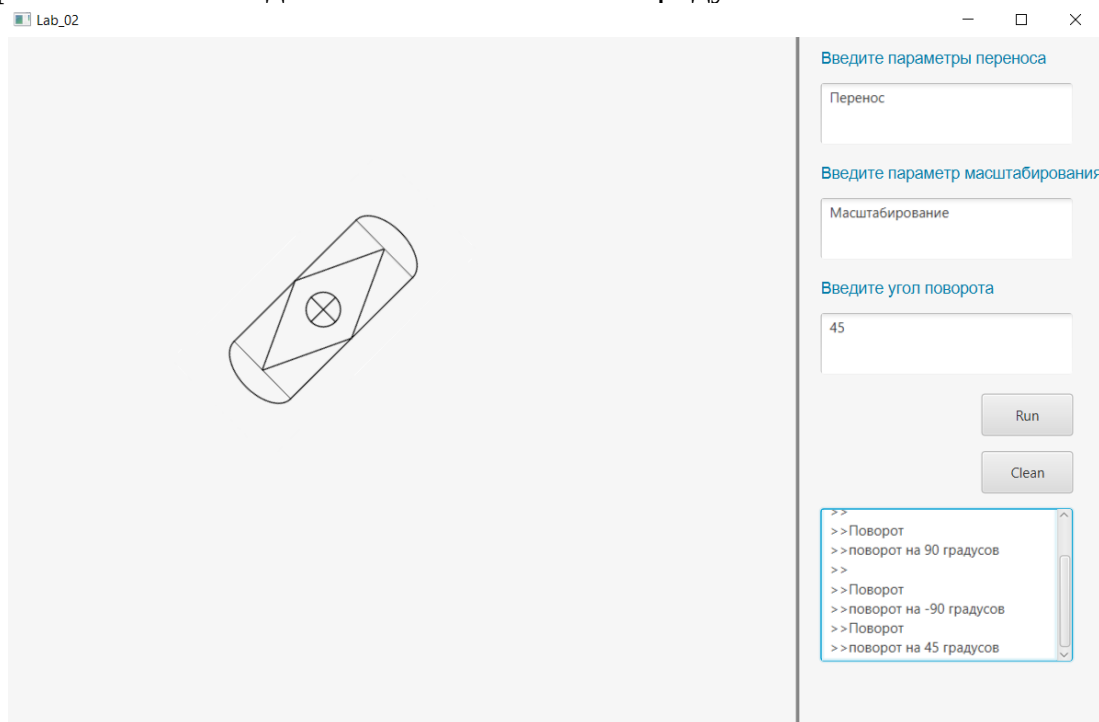 Lab_02
Введите параметры переноса
Перенос
Введите параметр масштабирования
Масштабирование
Введите угол поворота
45
Run
Clean
>>
>>Поворот
>>поворот на 90 градусов
>>
>>Поворот
>>поворот на -90 градусов
>>Поворот
>>поворот на 45 градусов